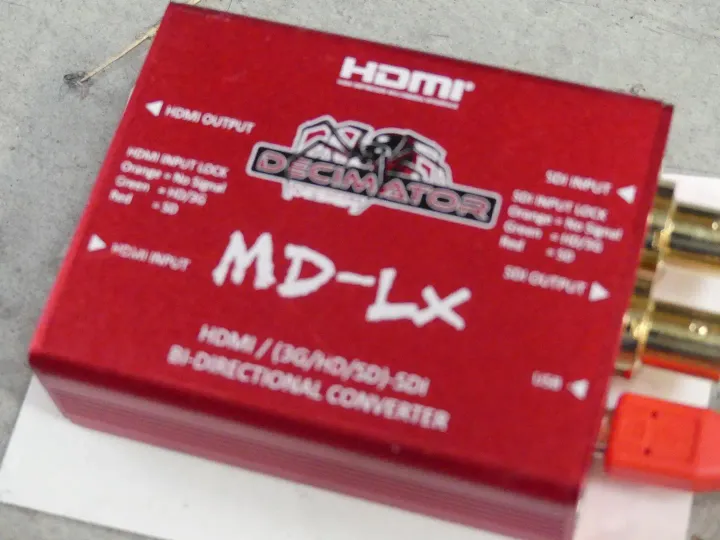 HDMI
HDMI OUTPUT
HDMI INPUT LOCK
Orange = No Signal
Green = HD/3G
Red = SD
HDMI INPUT
DECIMATOR
MD-LX
HDMI / (3G/HD/SD)-SDI
BI-DIRECTIONAL CONVERTER
SDI INPUT
SDI INPUT LOCK
Orange = No Signal
Green = HD/3G
Red = SD
SDI OUTPUT
USB